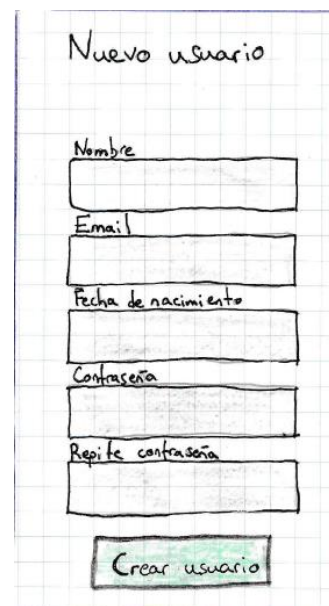 Nuevo usuario
Nombre
Email
Fecha de nacimiento
Contraseña
Repite contraseña
Crear usuario